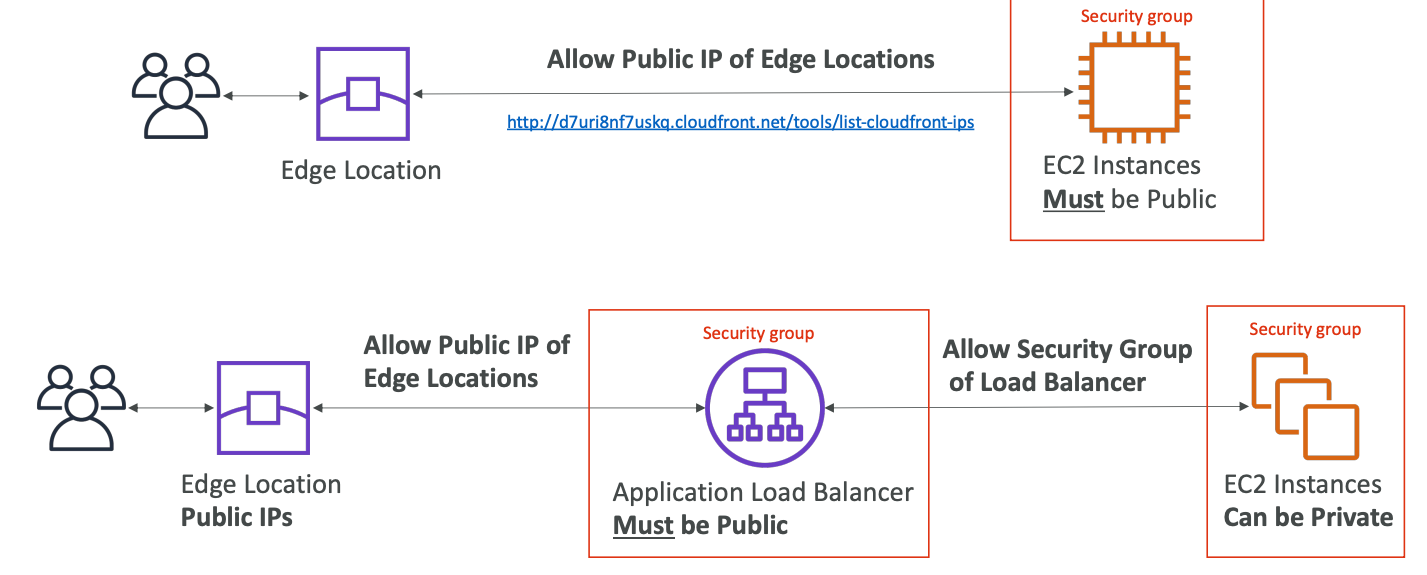 Security group
Allow Public IP of Edge Locations
http://d7uri8nf7uskq.cloudfront.net/tools/list-cloudfront-ips
Edge Location
EC2 Instances
Must be Public
Security group
Allow Public IP of
Edge Locations
Security group
Allow Security Group
of Load Balancer
Edge Location
Public IPs
Application Load Balancer
Must be Public
EC2 Instances
Can be Private